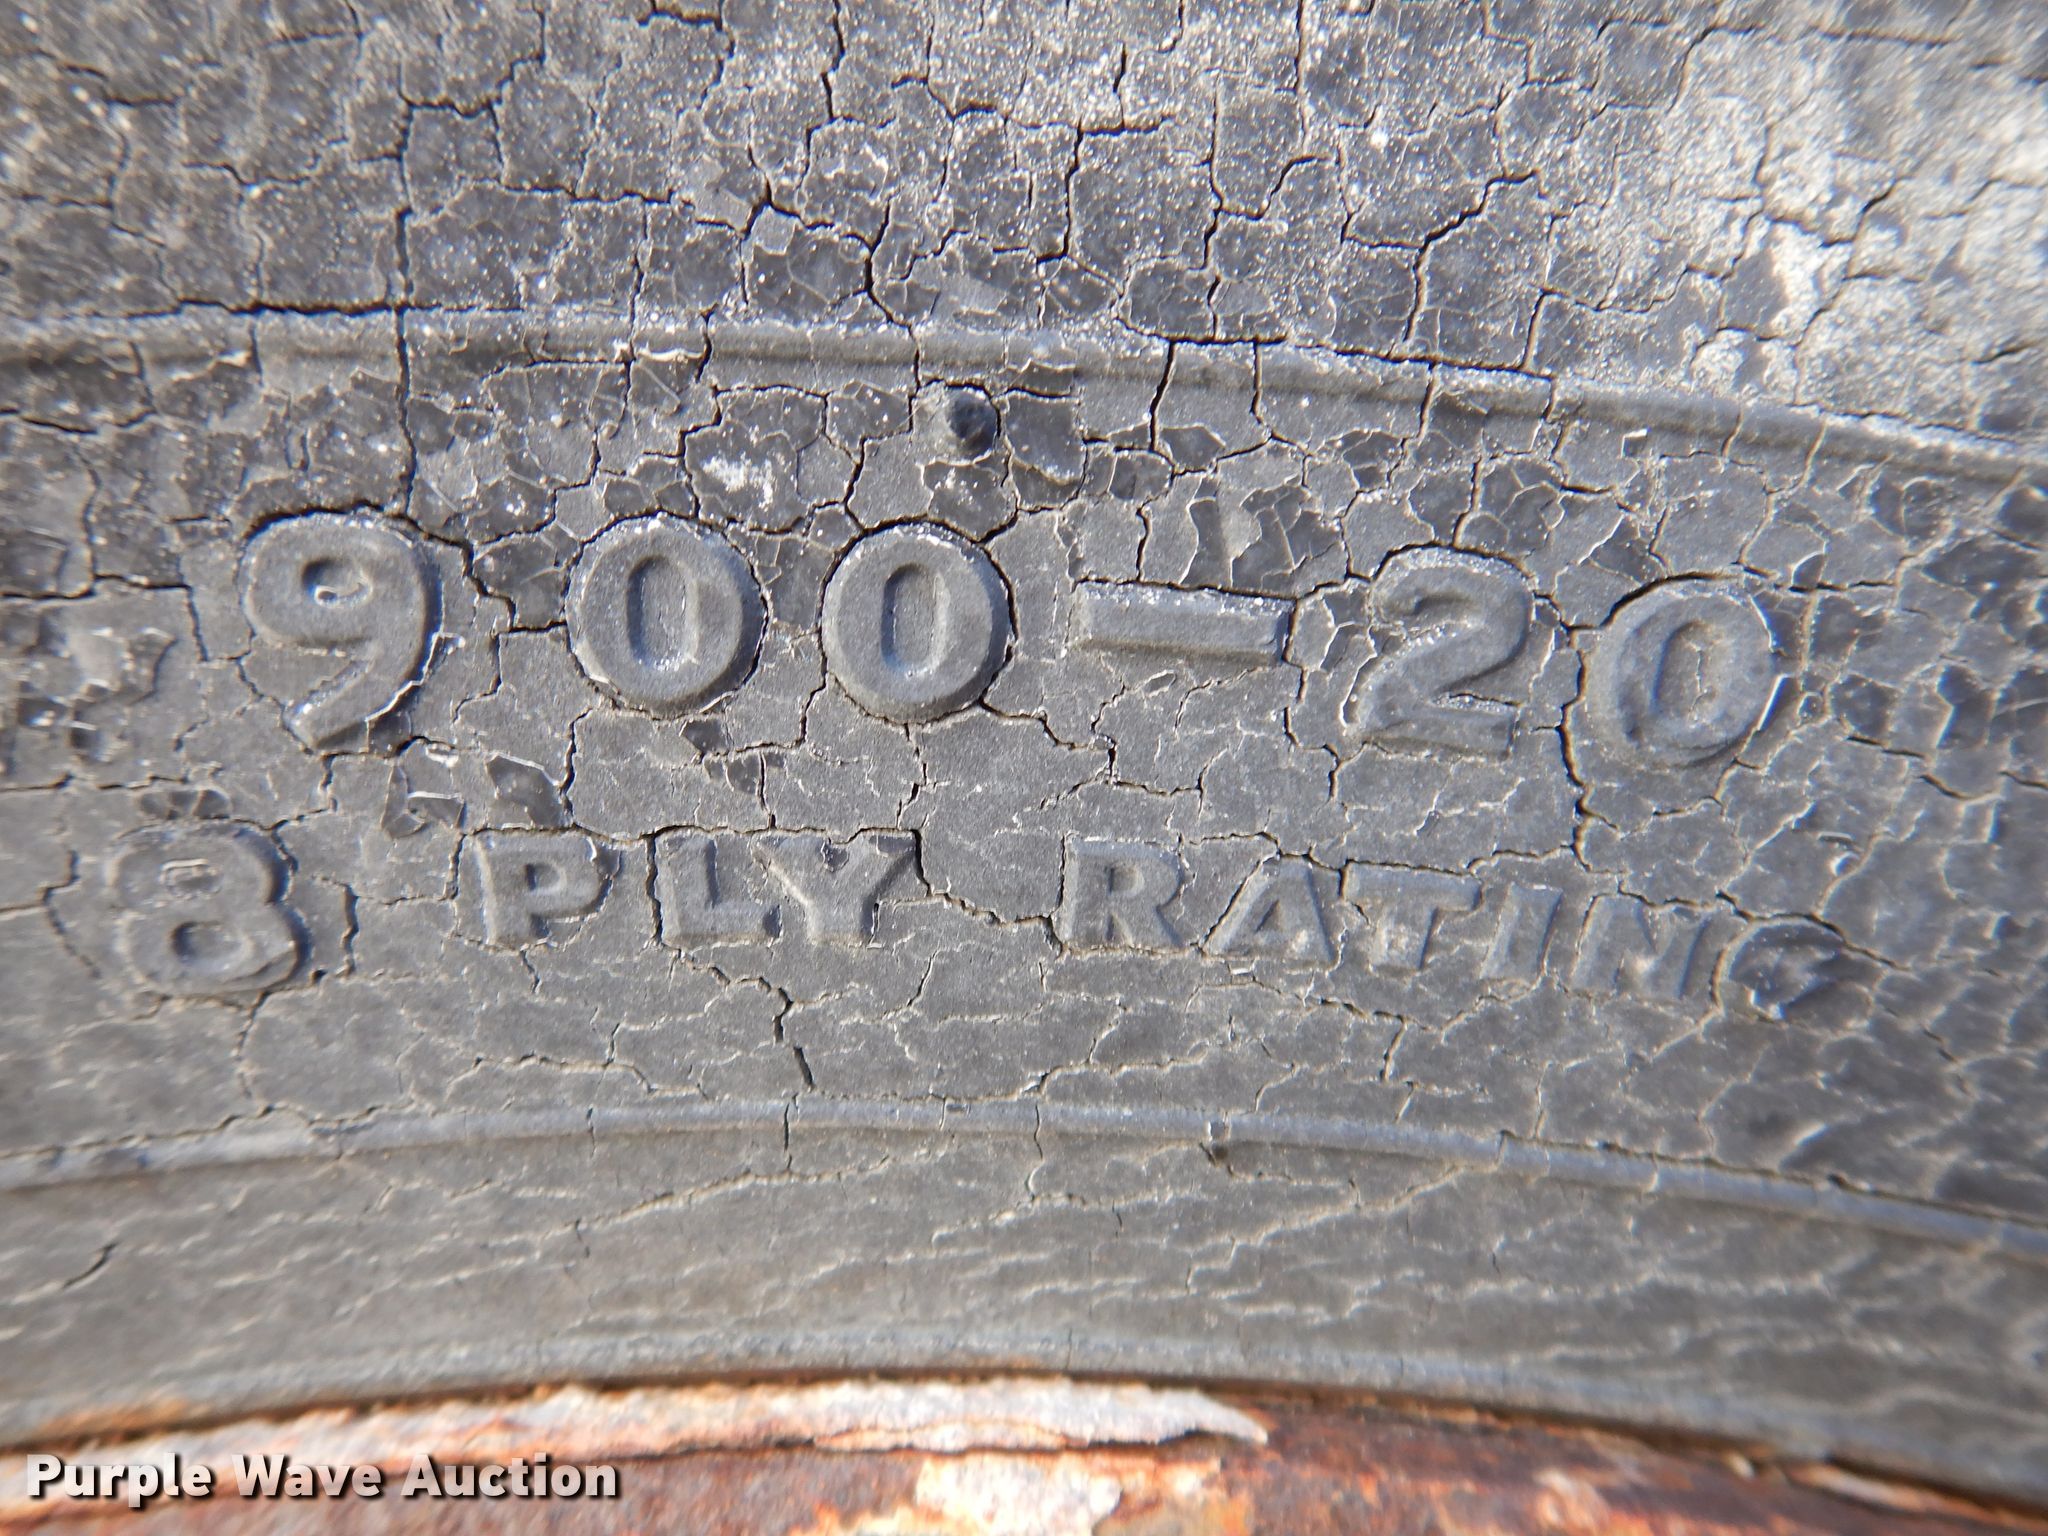 900-20
8 PLY RATING
Purple Wave Auction